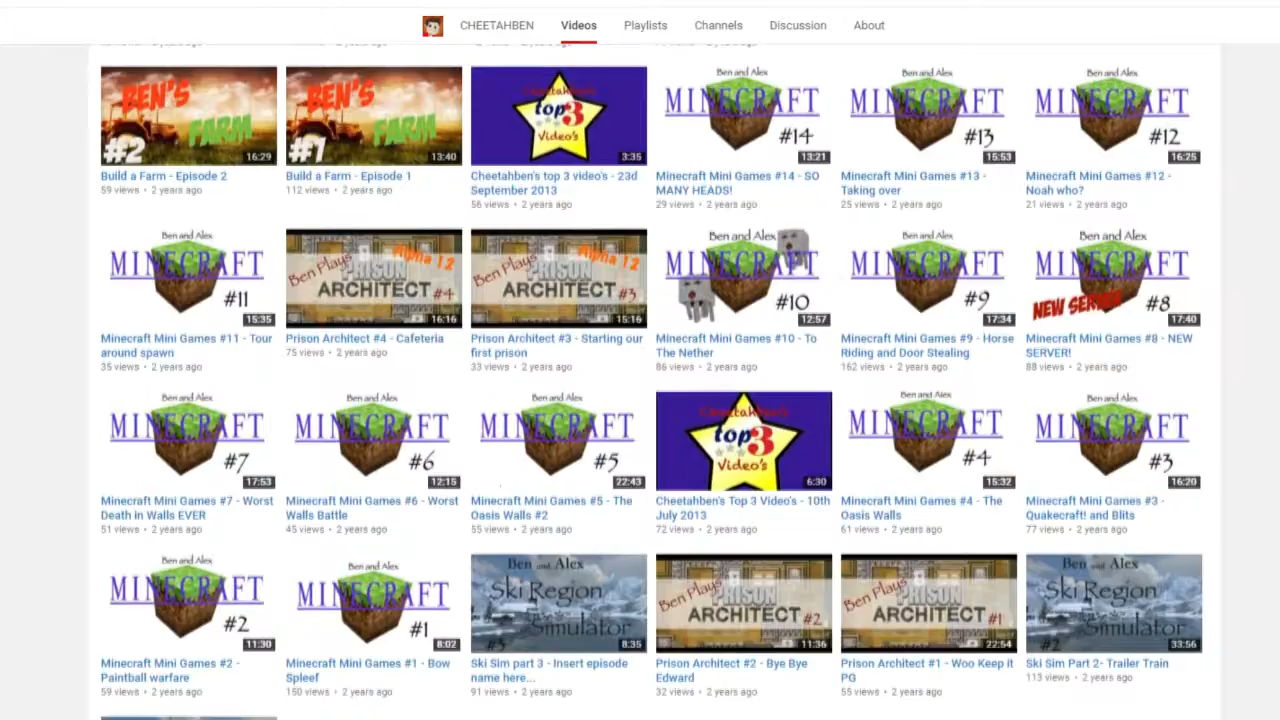 CHEETAHBEN Videos Playlists Channels Discussion About
BEN'S FARM #2 16:29
Build a Farm - Episode 2
59 views • 2 years ago
BEN'S FARM #1 13:40
Build a Farm - Episode 1
112 views • 2 years ago
Cheetahben's
top 3
Video's
3:35
Cheetahben's top 3 video's - 23d
September 2013
56 views • 2 years ago
Ben and Alex
MINECRAFT
#14
13:21
Minecraft Mini Games #14 - SO
MANY HEADS!
29 views • 2 years ago
Ben and Alex
MINECRAFT
#13
15:53
Minecraft Mini Games #13 -
Taking over
25 views • 2 years ago
Ben and Alex
MINECRAFT
#12
16:25
Minecraft Mini Games #12 -
Noah who?
21 views • 2 years ago
Ben and Alex
MINECRAFT
#11
15:35
Minecraft Mini Games #11 - Tour
around spawn
35 views • 2 years ago
Alpha 12
Ben Plays
PRISON
ARCHITECT #4
16:16
Prison Architect #4 - Cafeteria
75 views • 2 years ago
Alpha 12
Ben Plays
PRISON
ARCHITECT #3
15:16
Prison Architect #3 - Starting our
first prison
33 views • 2 years ago
Ben and Alex
MINECRAFT
#10
12:57
Minecraft Mini Games #10 - To
The Nether
86 views • 2 years ago
Ben and Alex
MINECRAFT
#9
17:34
Minecraft Mini Games #9 - Horse
Riding and Door Stealing
162 views • 2 years ago
Ben and Alex
MINECRAFT
NEW SERVER #8
17:40
Minecraft Mini Games #8 - NEW
SERVER!
88 views • 2 years ago
Ben and Alex
MINECRAFT
#7
17:53
Minecraft Mini Games #7 - Worst
Death in Walls EVER
51 views • 2 years ago
Ben and Alex
MINECRAFT
#6
12:15
Minecraft Mini Games #6 - Worst
Walls Battle
45 views • 2 years ago
Ben and Alex
MINECRAFT
#5
22:43
Minecraft Mini Games #5 - The
Oasis Walls #2
55 views • 2 years ago
Cheetahben's
top 3
Video's
6:30
Cheetahben's Top 3 Video's - 10th
July 2013
72 views • 2 years ago
Ben and Alex
MINECRAFT
#4
15:32
Minecraft Mini Games #4 - The
Oasis Walls
61 views • 2 years ago
Ben and Alex
MINECRAFT
#3
16:20
Minecraft Mini Games #3 -
Quakecraft! and Blits
77 views • 2 years ago
Ben and Alex
MINECRAFT
#2
11:30
Minecraft Mini Games #2 -
Paintball warfare
59 views • 2 years ago
Ben and Alex
MINECRAFT
#1
8:02
Minecraft Mini Games #1 - Bow
Spleef
150 views • 2 years ago
Ben and Alex
Ski Region
Simulator
#3
8:35
Ski Sim part 3 - Insert episode
name here...
91 views • 2 years ago
Ben Plays
PRISON
ARCHITECT #2
11:36
Prison Architect #2 - Bye Bye
Edward
32 views • 2 years ago
Ben Plays
PRISON
ARCHITECT #1
22:54
Prison Architect #1 - Woo Keep it
PG
55 views • 2 years ago
Ben and Alex
Ski Region
Simulator
#2
33:56
Ski Sim Part 2- Trailer Train
113 views • 2 years ago